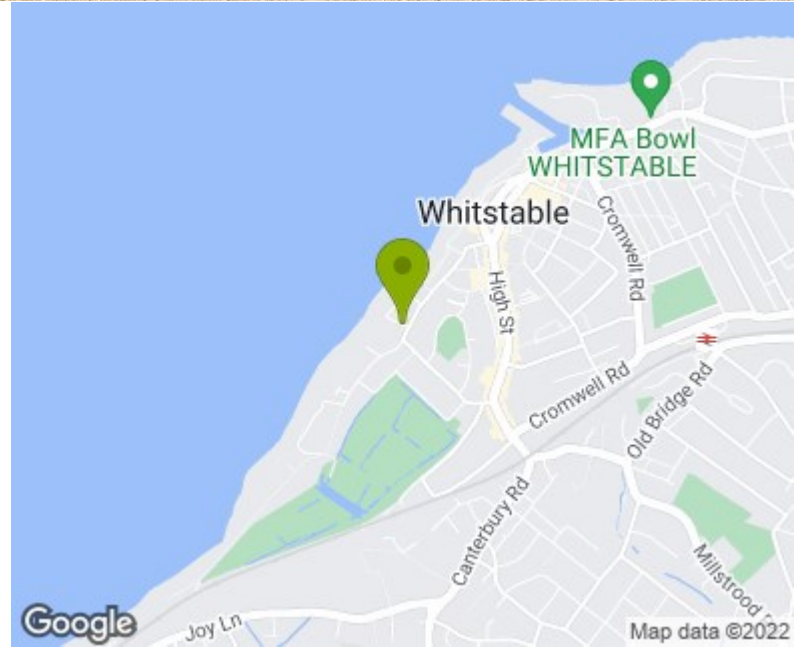 MFA Bowl
WHITSTABLE
Whitstable
Cromwell Rd
High St
Cromwell Rd
Old Bridge Rd
Canterbury Rd
Millstrood
Joy Ln
Google
Map data ©2022